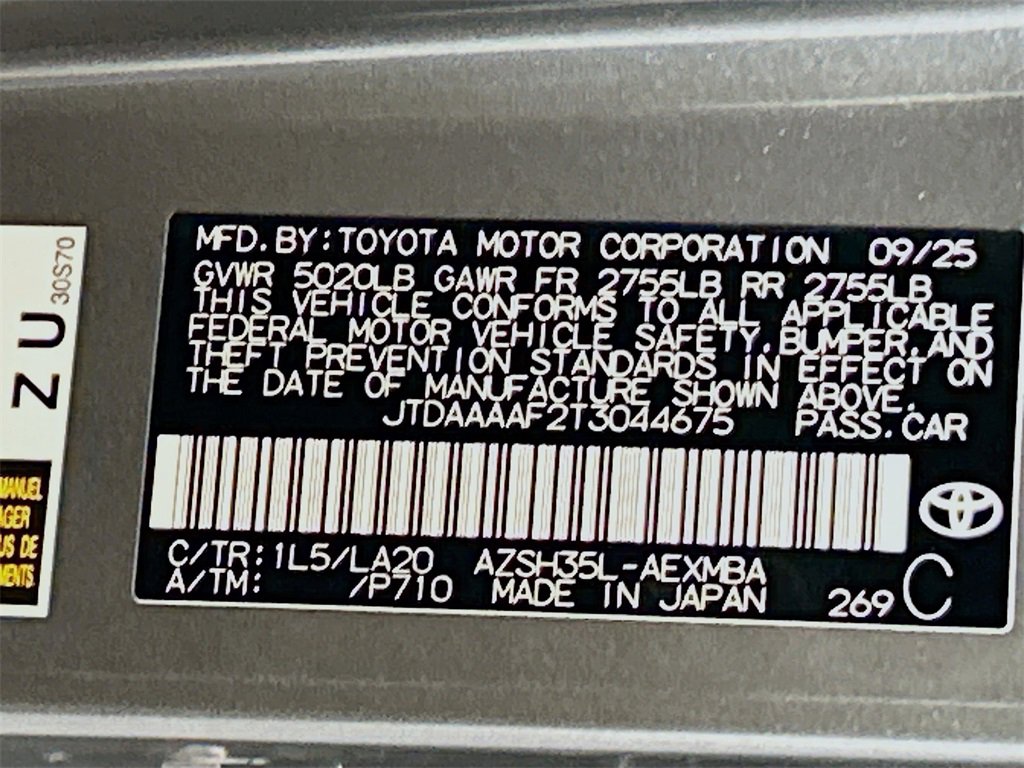 MFD.BY:TOYOTA MOTOR CORPORATION 09/25
GVWR 5020LB GAWR FR 2755LB RR 2755LB
THIS VEHICLE CONFORMS TO ALL APPLICABLE
FEDERAL MOTOR VEHICLE SAFETY,BUMPER,AND
THEFT PREVENTION STANDARDS IN EFFECT ON
THE DATE OF MANUFACTURE SHOWN ABOVE.
JTDAAAAF2T3044675 PASS.CAR
C/TR:1L5/LA20 AZSH35L-AEXMBA
A/TM: /P710 MADE IN JAPAN 269 C
Z U 30S70
MANUEL
AGER
US DE
MENTS